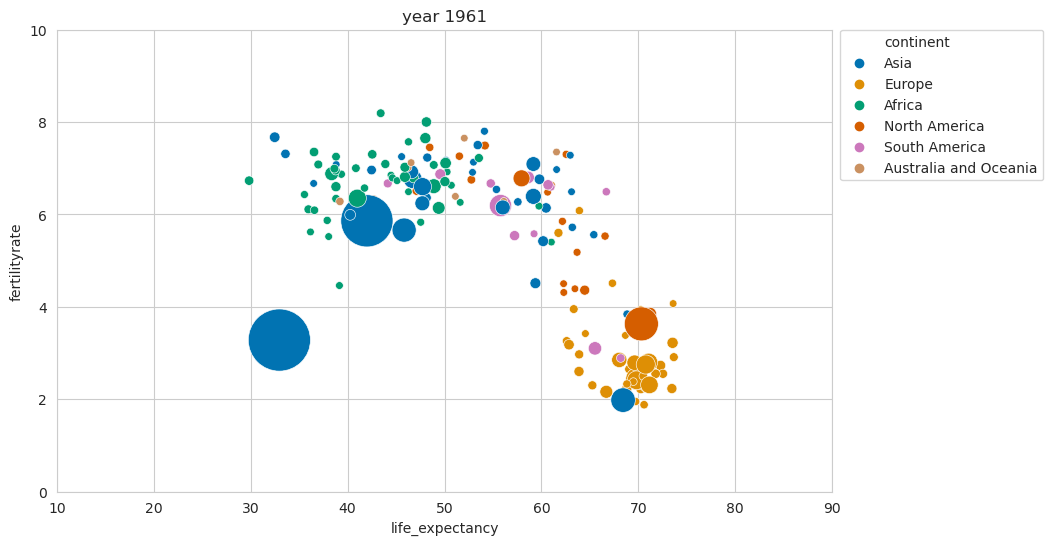 year 1961
10
8
6
4
2
0
fertilityrate
10 20 30 40 50 60 70 80 90
life_expectancy
continent
Asia
Europe
Africa
North America
South America
Australia and Oceania